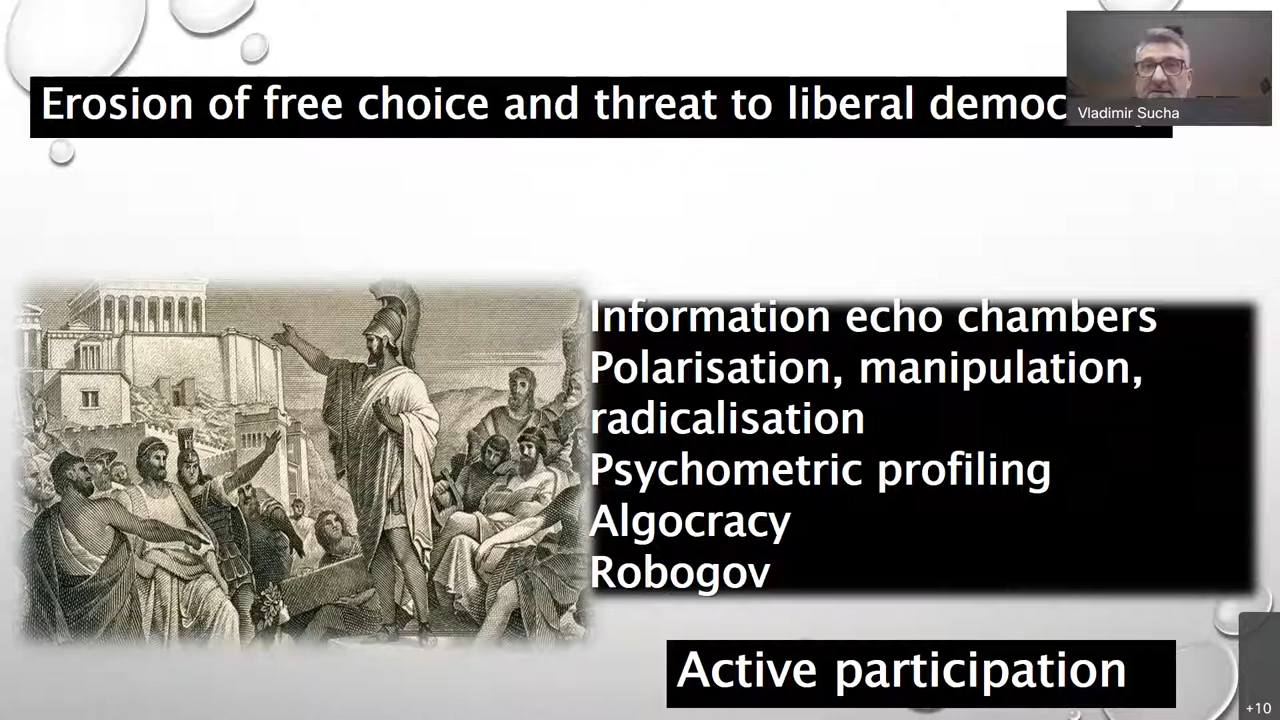 Erosion of free choice and threat to liberal democ
Vladimir Sucha
Information echo chambers
Polarisation, manipulation,
radicalisation
Psychometric profiling
Algocracy
Robogov
Active participation
+10